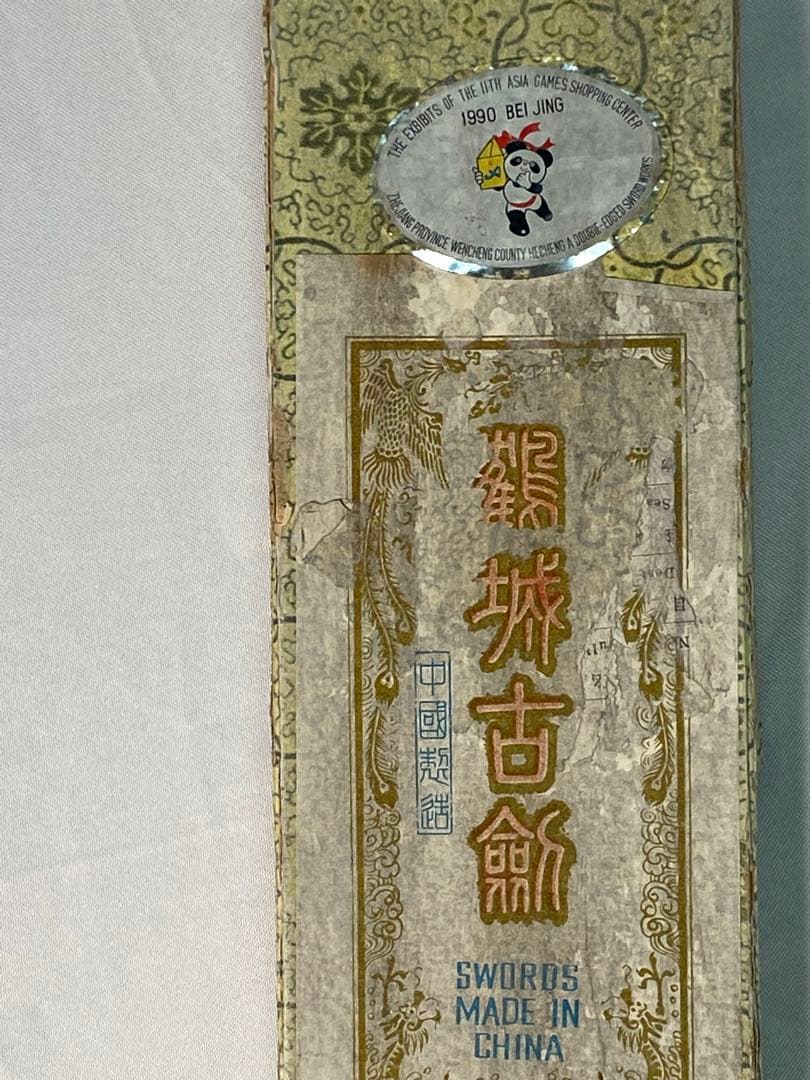 THE EXBIBITS OF THE 11TH ASIA GAMES SHOPPING CENTER
1990 BEI JING
ZHEJIANG PROVINCE WENCHENG COUNTY HECHENG A DOUBLE-EDGED SWORD WORKS
鶴城古劍
中國製造
SWORDS
MADE IN
CHINA